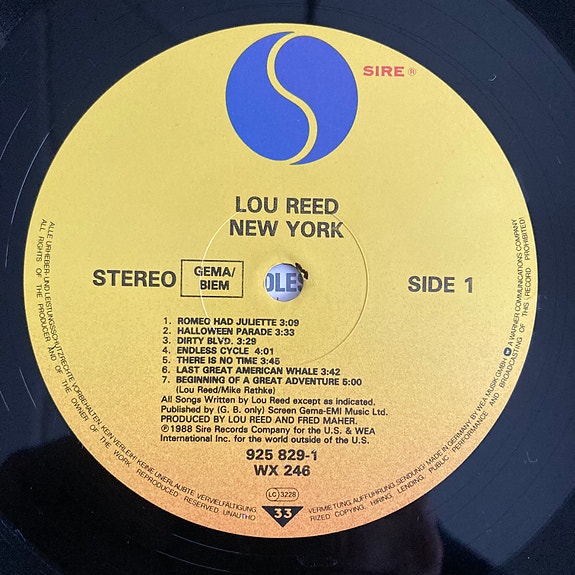 SIRE ®
LOU REED
NEW YORK
STEREO
GEMA/
BIEM
OLES
SIDE 1
1. ROMEO HAD JULIETTE 3:09
2. HALLOWEEN PARADE 3:33
3. DIRTY BLVD. 3:29
4. ENDLESS CYCLE 4:01
5. THERE IS NO TIME 3:45
6. LAST GREAT AMERICAN WHALE 3:42
7. BEGINNING OF A GREAT ADVENTURE 5:00
(Lou Reed/Mike Rathke)
All Songs Written by Lou Reed except as indicated.
Published by (G. B. only) Screen Gema-EMI Music Ltd.
PRODUCED BY LOU REED AND FRED MAHER.
℗1988 Sire Records Company for the U.S. & WEA
International Inc. for the world outside of the U.S.
925 829-1
WX 246
LC 3228
33
ALLE URHEBER- UND LEISTUNGSSCHUTZRECHTE VORBEHALTEN. KEIN VERLEIH! KEINE UNERLAUBTE VERVIELFÄLTIGUNG, VERMIETUNG, AUFFÜHRUNG, SENDUNG! MADE IN GERMANY BY WEA MUSIK GMBH. A WARNER COMMUNICATIONS COMPANY
ALL RIGHTS OF THE PRODUCER AND OF THE OWNER OF THE WORK REPRODUCED RESERVED. UNAUTHORIZED COPYING, HIRING, LENDING, PUBLIC PERFORMANCE AND BROADCASTING OF THIS RECORD PROHIBITED!